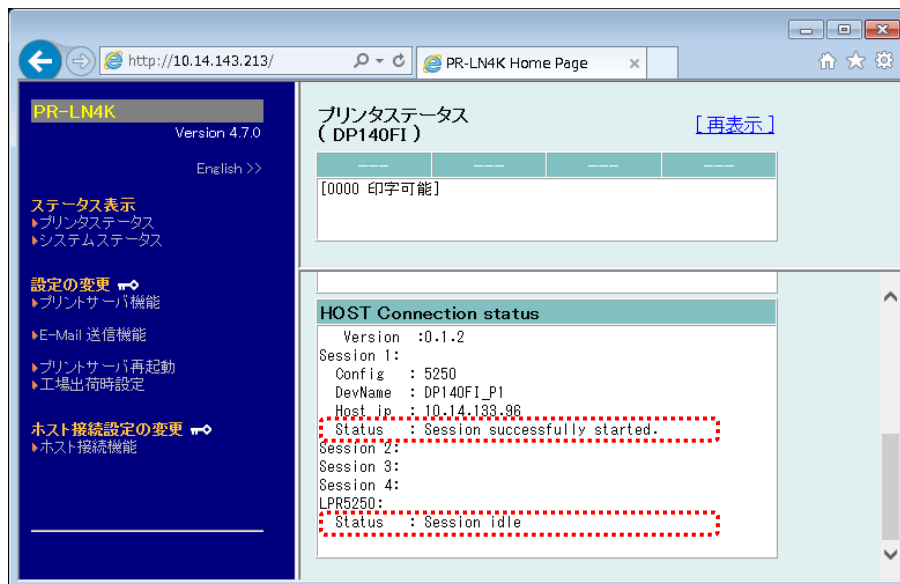 http://10.14.143.213/
PR-LN4K Home Page
PR-LN4K
Version 4.7.0
English >>
ステータス表示
プリンタステータス
システムステータス
設定の変更
プリントサーバ機能
E-Mail 送信機能
プリントサーバ再起動
工場出荷時設定
ホスト接続設定の変更
ホスト接続機能
プリンタステータス
( DP140FI )
[再表示]
--- --- --- ---
[0000 印字可能]
HOST Connection status
Version :0.1.2
Session 1:
Config : 5250
DevName : DP140FI_P1
Host ip : 10.14.133.96
Status : Session successfully started.
Session 2:
Session 3:
Session 4:
LPR5250:
Status : Session idle